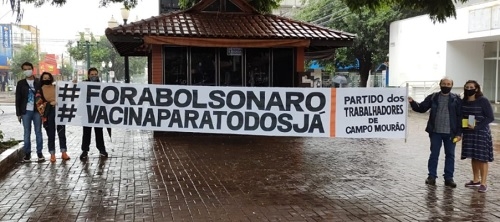 #FORABOLSONARO
#VACINAPARATODOSJÁ
PARTIDO dos
TRABALHADORES
DE
CAMPO MOURÃO